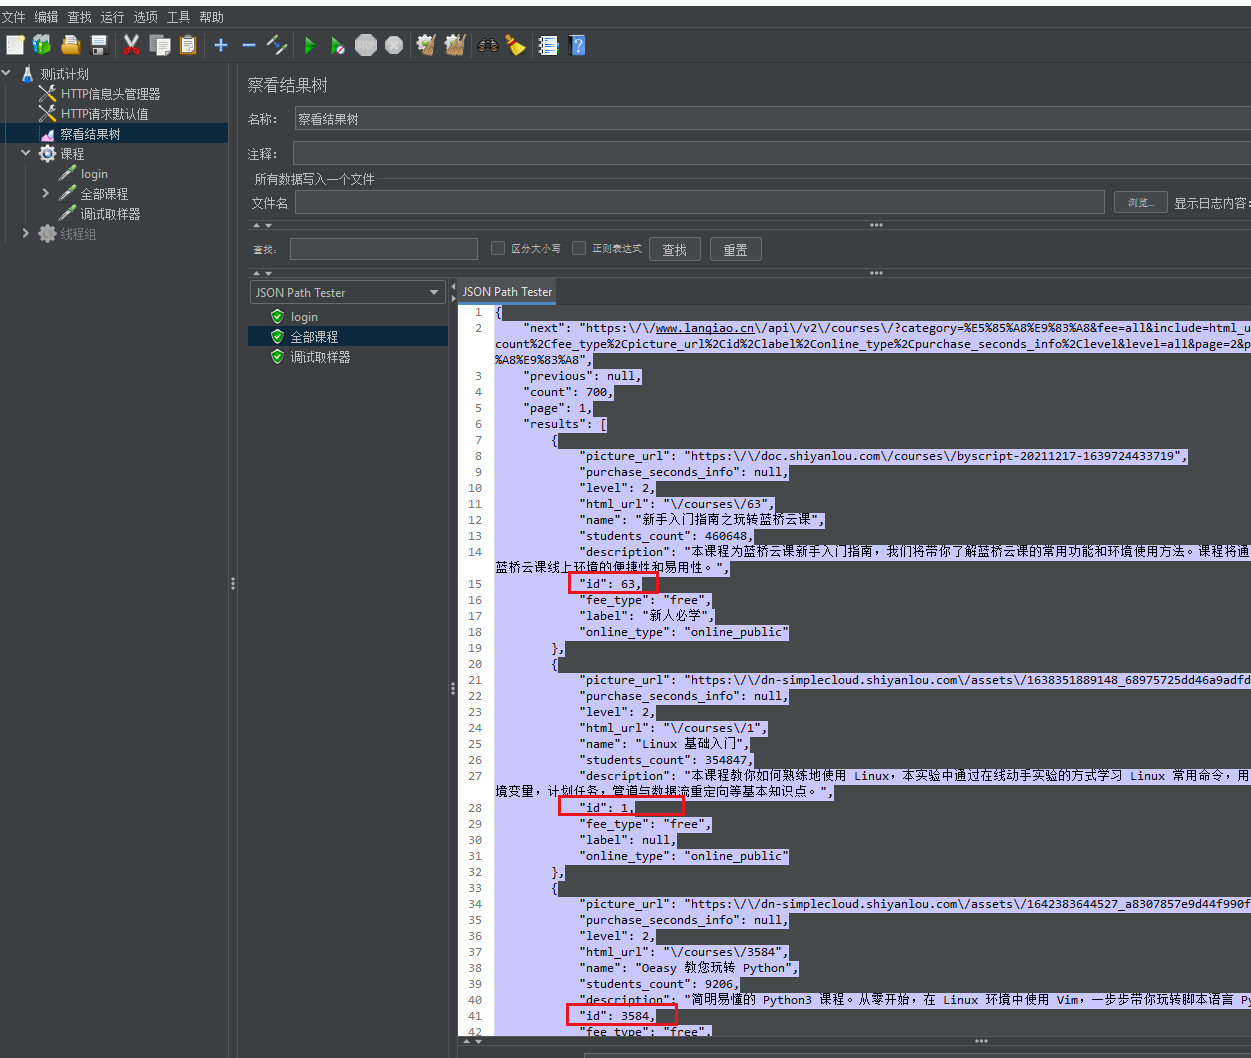 文件 编辑 查找 运行 选项 工具 帮助
测试计划
HTTP信息头管理器
HTTP请求默认值
察看结果树
课程
login
全部课程
调试取样器
线程组
察看结果树
名称: 察看结果树
注释:
所有数据写入一个文件
文件名 浏览... 显示日志内容:
查找: 区分大小写 正则表达式 查找 重置
JSON Path Tester
login
全部课程
调试取样器
JSON Path Tester
1 {
2 "next": "https:\/\/www.lanqiao.cn\/api\/v2\/courses\/?category=%E5%85%A8%E9%83%A8&fee=all&include=html_u
count%2Cfee_type%2Cpicture_url%2Cid%2Clabel%2Conline_type%2Cpurchase_seconds_info%2Clevel&level=all&page=2&p
%A8%E9%83%A8",
3 "previous": null,
4 "count": 700,
5 "page": 1,
6 "results": [
7 {
8 "picture_url": "https:\/\/doc.shiyanlou.com\/courses\/byscript-20211217-1639724433719",
9 "purchase_seconds_info": null,
10 "level": 2,
11 "html_url": "\/courses\/63",
12 "name": "新手入门指南之玩转蓝桥云课",
13 "students_count": 460648,
14 "description": "本课程为蓝桥云课新手入门指南，我们将带你了解蓝桥云课的常用功能和环境使用方法。课程将通
蓝桥云课线上环境的便捷性和易用性。",
15 "id": 63,
16 "fee_type": "free",
17 "label": "新人必学",
18 "online_type": "online_public"
19 },
20 {
21 "picture_url": "https:\/\/dn-simplecloud.shiyanlou.com\/assets\/1638351889148_68975725dd46a9adfd
22 "purchase_seconds_info": null,
23 "level": 2,
24 "html_url": "\/courses\/1",
25 "name": "Linux 基础入门",
26 "students_count": 354847,
27 "description": "本课程教你如何熟练地使用 Linux，本实验中通过在线动手实验的方式学习 Linux 常用命令，用
境变量，计划任务，管道与数据流重定向等基本知识点。",
28 "id": 1,
29 "fee_type": "free",
30 "label": null,
31 "online_type": "online_public"
32 },
33 {
34 "picture_url": "https:\/\/dn-simplecloud.shiyanlou.com\/assets\/1642383644527_a8307857e9d44f990f
35 "purchase_seconds_info": null,
36 "level": 2,
37 "html_url": "\/courses\/3584",
38 "name": "Oeasy 教您玩转 Python",
39 "students_count": 9206,
40 "description": "简明易懂的 Python3 课程。从零开始，在 Linux 环境中使用 Vim，一步步带你玩转脚本语言 Py
41 "id": 3584,
42 "fee_type": "free",